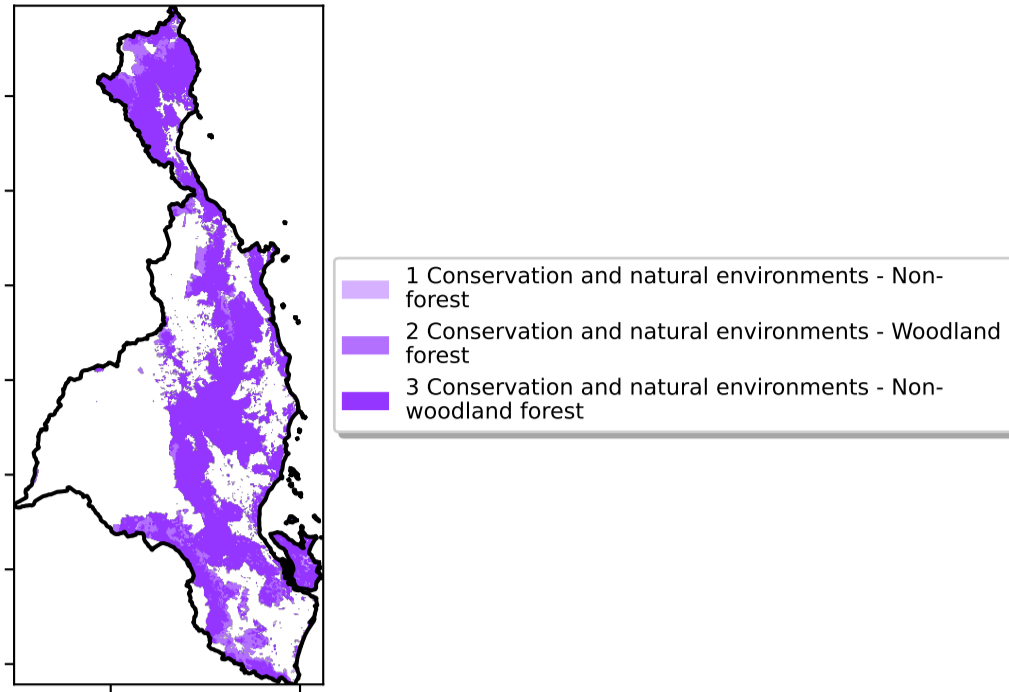 1 Conservation and natural environments - Non-
forest
2 Conservation and natural environments - Woodland
forest
3 Conservation and natural environments - Non-
woodland forest